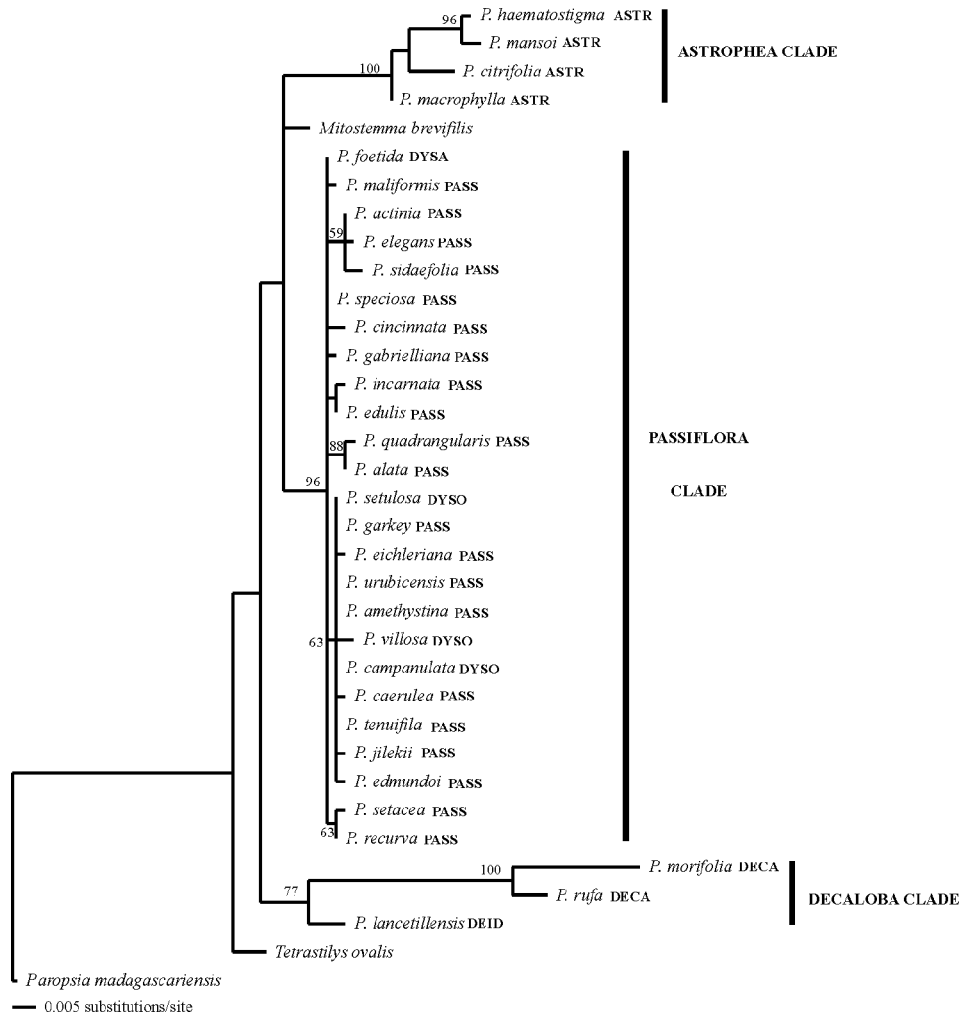 96 P. haematostigma ASTR
P. mansoi ASTR
ASTROPHEA CLADE
100 P. citrifolia ASTR
P. macrophylla ASTR
Mitostemma brevifilis
P. foetida DYSA
P. maliformis PASS
P. actinia PASS
59 P. elegans PASS
P. sidaefolia PASS
P. speciosa PASS
P. cincinnata PASS
P. gabrielliana PASS
P. incarnata PASS
P. edulis PASS
P. quadrangularis PASS
PASSIFLORA
88
P. alata PASS
96
CLADE
P. setulosa DYSO
P. garkey PASS
P. eichleriana PASS
P. urubicensis PASS
P. amethystina PASS
63 P. villosa DYSO
P. campanulata DYSO
P. caerulea PASS
P. tenuifila PASS
P. jilekii PASS
P. edmundoi PASS
P. setacea PASS
63 P. recurva PASS
100 P. morifolia DECA
77 P. rufa DECA
DECALOBA CLADE
P. lancetillensis DEID
Tetrastilys ovalis
Paropsia madagascariensis
0.005 substitutions/site